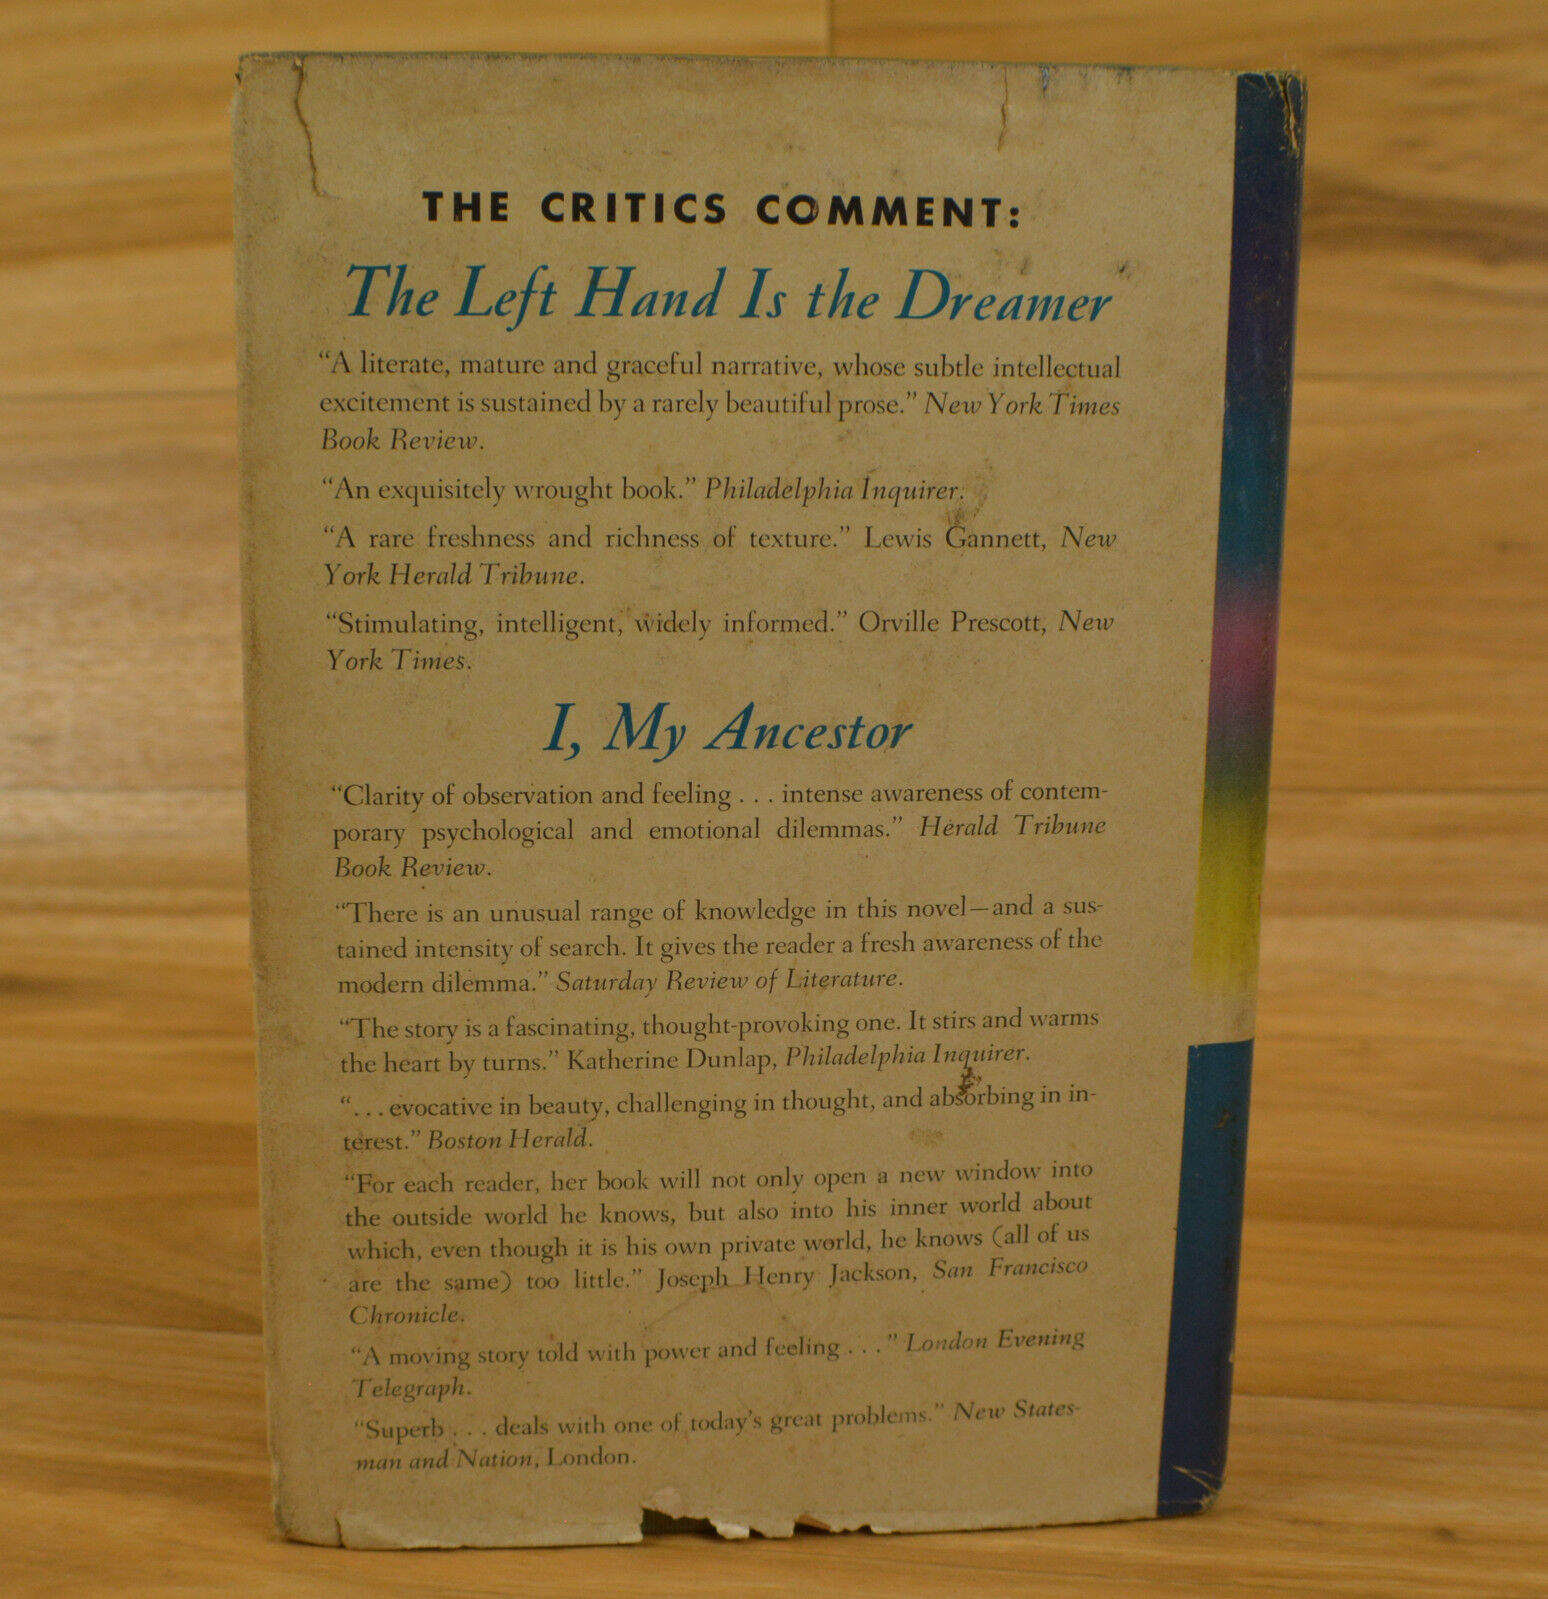 THE CRITICS COMMENT:
The Left Hand Is the Dreamer
“A literate, mature and graceful narrative, whose subtle intellectual
excitement is sustained by a rarely beautiful prose.” New York Times
Book Review.
“An exquisitely wrought book.” Philadelphia Inquirer.
“A rare freshness and richness of texture.” Lewis Gannett, New
York Herald Tribune.
“Stimulating, intelligent, widely informed.” Orville Prescott, New
York Times.
I, My Ancestor
“Clarity of observation and feeling . . . intense awareness of contem-
porary psychological and emotional dilemmas.” Herald Tribune
Book Review.
“There is an unusual range of knowledge in this novel—and a sus-
tained intensity of search. It gives the reader a fresh awareness of the
modern dilemma.” Saturday Review of Literature.
“The story is a fascinating, thought-provoking one. It stirs and warms
the heart by turns.” Katherine Dunlap, Philadelphia Inquirer.
“. . . evocative in beauty, challenging in thought, and absorbing in in-
terest.” Boston Herald.
“For each reader, her book will not only open a new window into
the outside world he knows, but also into his inner world about
which, even though it is his own private world, he knows (all of us
are the same) too little.” Joseph Henry Jackson, San Francisco
Chronicle.
“A moving story told with power and feeling . . .” London Evening
Telegraph.
“Superb . . . deals with one of today’s great problems.” New States-
man and Nation, London.